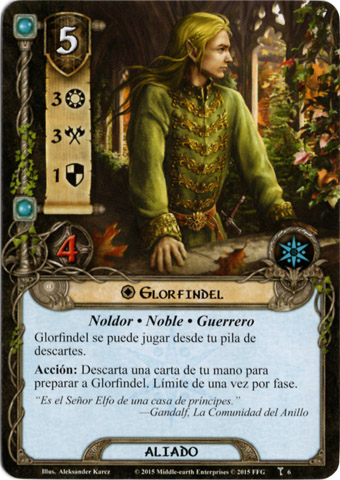 5
3
3
1
4
Glorfindel
Noldor • Noble • Guerrero
Glorfindel se puede jugar desde tu pila de
descartes.
Acción: Descarta una carta de tu mano para
preparar a Glorfindel. Límite de una vez por fase.
“Es el Señor Elfo de una casa de príncipes.”
—Gandalf, La Comunidad del Anillo
ALIADO
Illus. Aleksander Karcz © 2015 Middle-earth Enterprises © 2015 FFG 6